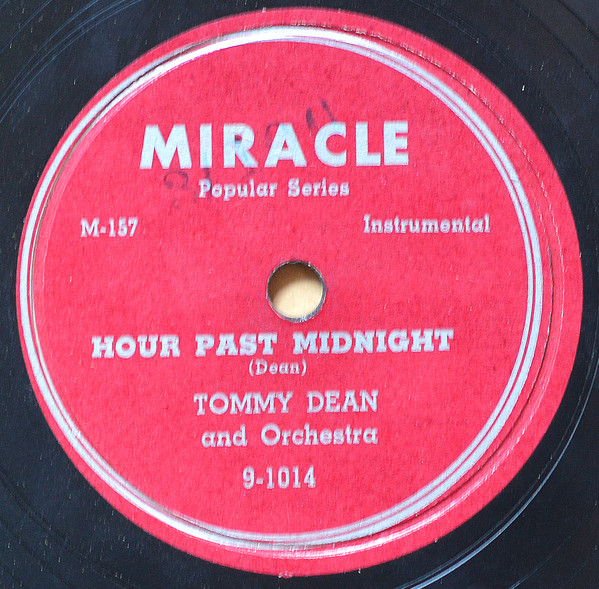 MIRACLE
Popular Series
M-157 Instrumental
HOUR PAST MIDNIGHT
(Dean)
TOMMY DEAN
and Orchestra
9-1014